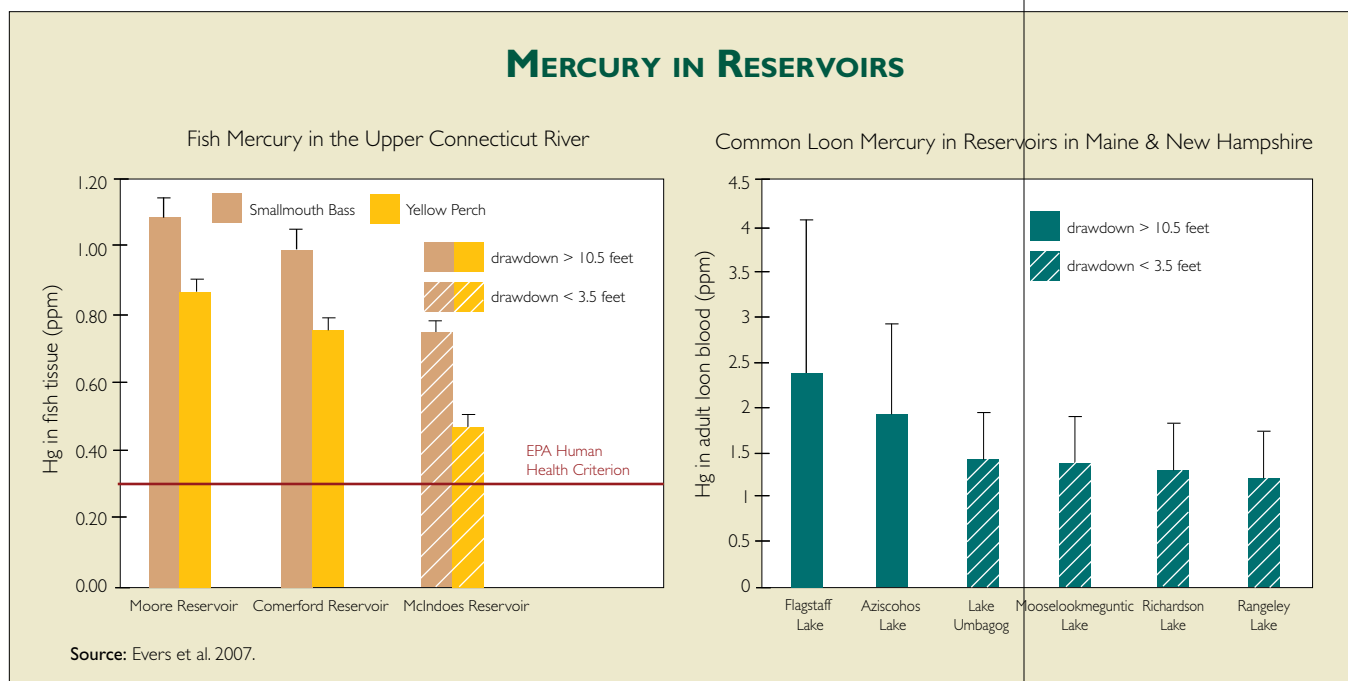 MERCURY IN RESERVOIRS
Fish Mercury in the Upper Connecticut River
Hg in fish tissue (ppm)
1.20
1.00
0.80
0.60
0.40
0.20
0.00
Smallmouth Bass
Yellow Perch
drawdown > 10.5 feet
drawdown < 3.5 feet
EPA Human
Health Criterion
Moore Reservoir
Comerford Reservoir
McIndoes Reservoir
Common Loon Mercury in Reservoirs in Maine & New Hampshire
Hg in adult loon blood (ppm)
4.5
4
3.5
3
2.5
2
1.5
1
0.5
0
drawdown > 10.5 feet
drawdown < 3.5 feet
Flagstaff
Lake
Aziscohos
Lake
Lake
Umbagog
Mooselookmeguntic
Lake
Richardson
Lake
Rangeley
Lake
Source: Evers et al. 2007.